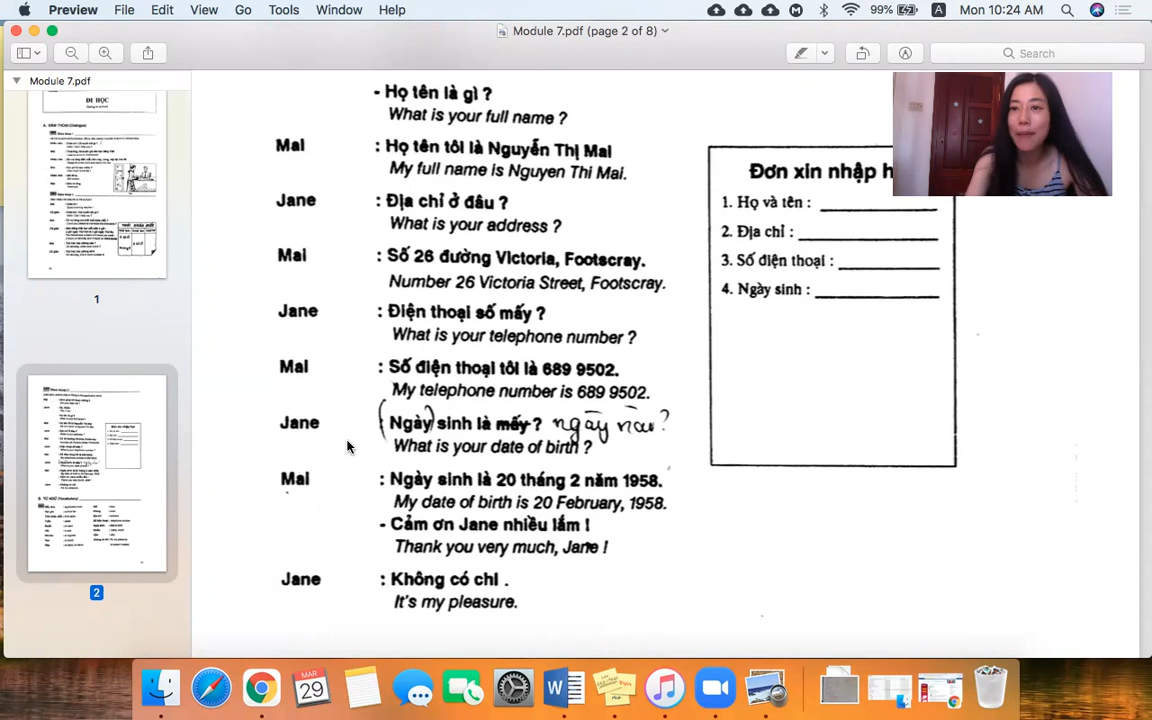 Preview File Edit View Go Tools Window Help 99% A Mon 10:24 AM
Module 7.pdf (page 2 of 8)
Search
Module 7.pdf
ĐI HỌC
1
2
- Họ tên là gì ?
What is your full name ?
Mai : Họ tên tôi là Nguyễn Thị Mai
My full name is Nguyen Thi Mai.
Jane : Địa chỉ ở đâu ?
What is your address ?
Mai : Số 26 đường Victoria, Footscray.
Number 26 Victoria Street, Footscray.
Jane : Điện thoại số mấy ?
What is your telephone number ?
Mai : Số điện thoại tôi là 689 9502.
My telephone number is 689 9502.
Jane : (Ngày) sinh là mấy ? ngày nào?
What is your date of birth ?
Mai : Ngày sinh là 20 tháng 2 năm 1958.
My date of birth is 20 February, 1958.
- Cảm ơn Jane nhiều lắm !
Thank you very much, Jane !
Jane : Không có chi .
It's my pleasure.
Đơn xin nhập h
1. Họ và tên :
2. Địa chỉ :
3. Số điện thoại :
4. Ngày sinh :
MAR
29